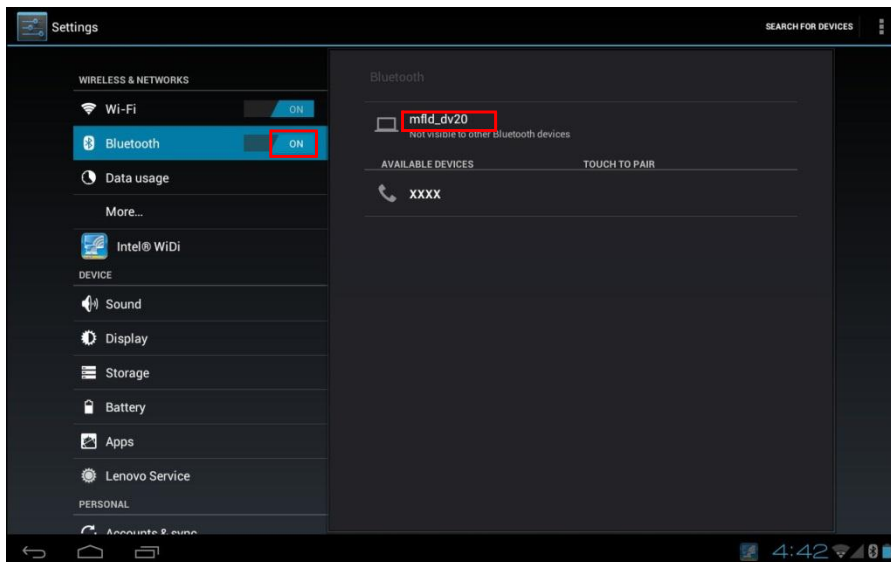 Settings
SEARCH FOR DEVICES
WIRELESS & NETWORKS
Wi-Fi
ON
Bluetooth
ON
Data usage
More...
Intel® WiDi
DEVICE
Sound
Display
Storage
Battery
Apps
Lenovo Service
PERSONAL
Accounts & sync
Bluetooth
mfld_dv20
Not visible to other Bluetooth devices
AVAILABLE DEVICES TOUCH TO PAIR
XXXX
4:42